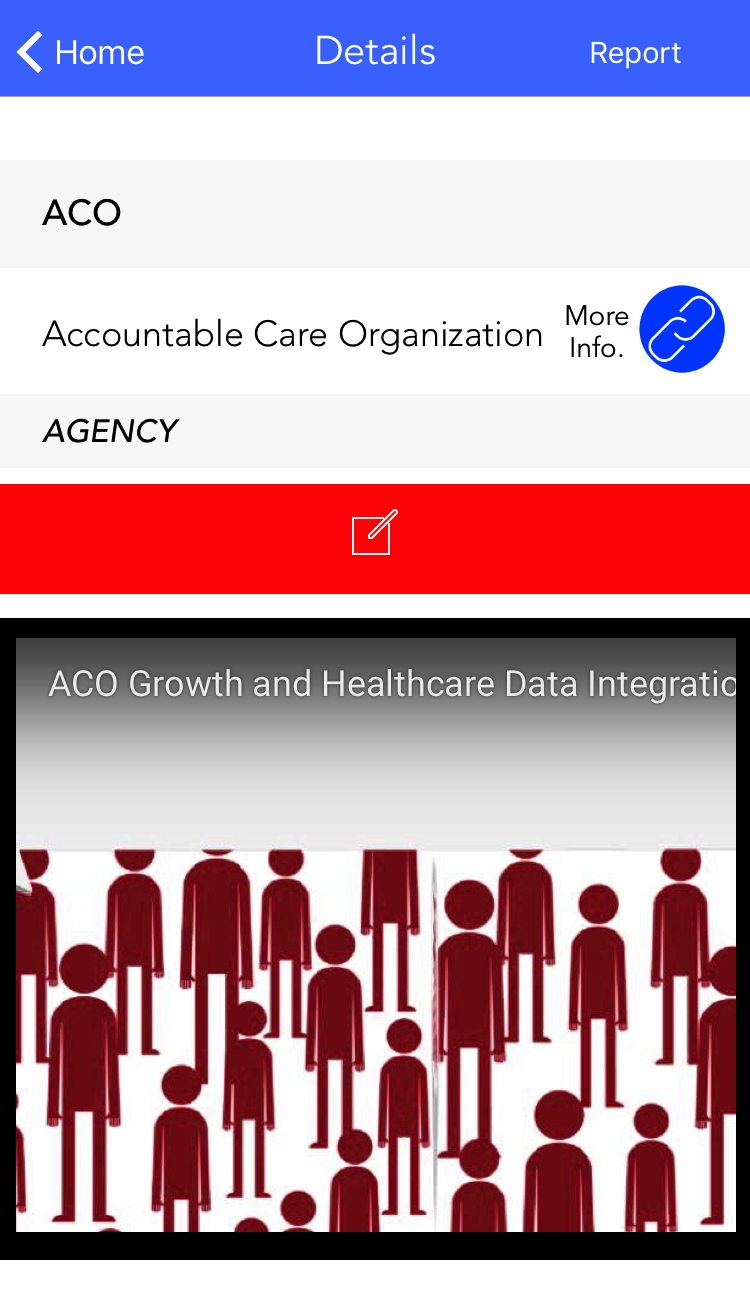 Home Details Report
ACO
Accountable Care Organization
More
Info.
AGENCY
ACO Growth and Healthcare Data Integratio